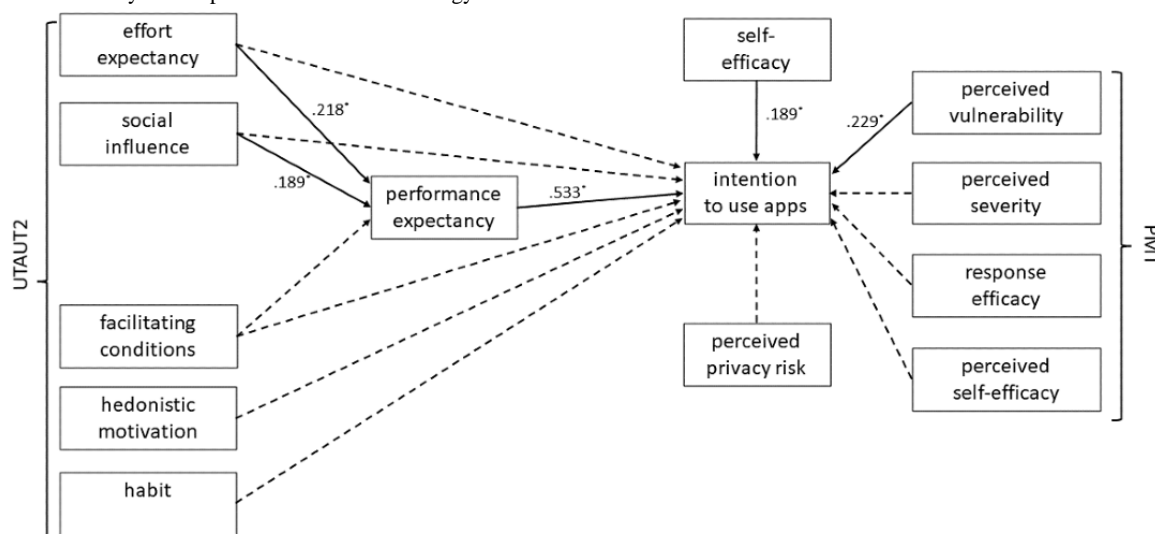 effort
expectancy
social
influence
facilitating
conditions
hedonistic
motivation
habit
UTAUT2
.218*
.189*
performance
expectancy
.533*
self-
efficacy
.189*
intention
to use apps
perceived
privacy risk
.229*
perceived
vulnerability
perceived
severity
response
efficacy
perceived
self-efficacy